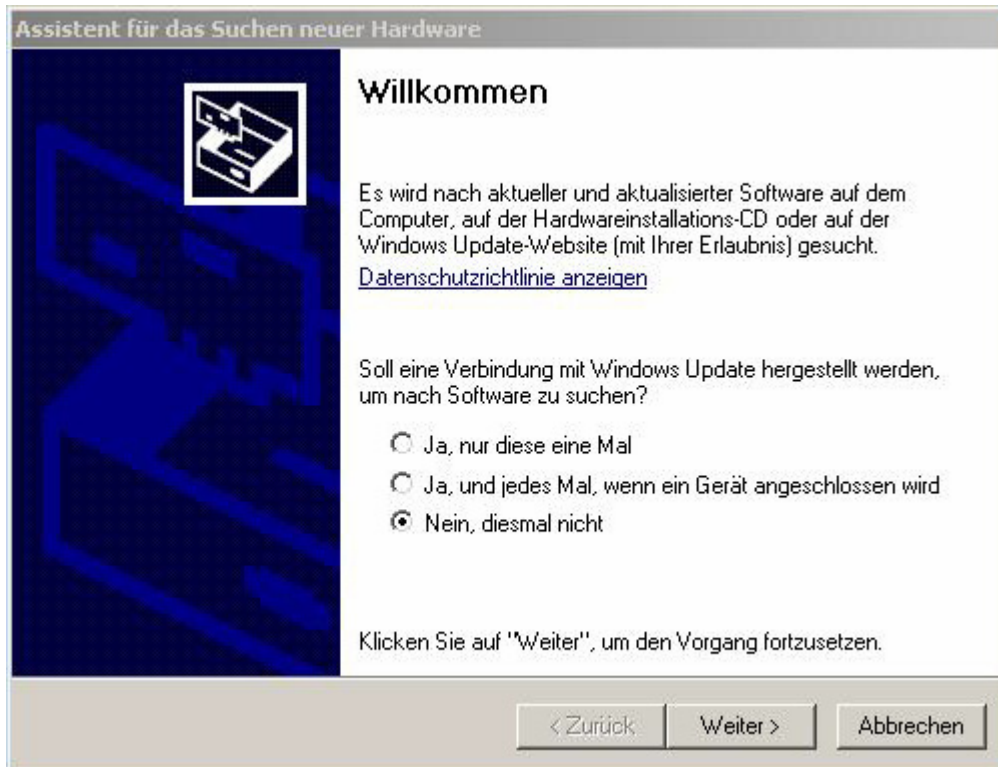 Assistent für das Suchen neuer Hardware
Willkommen
Es wird nach aktueller und aktualisierter Software auf dem
Computer, auf der Hardwareinstallations-CD oder auf der
Windows Update-Website (mit Ihrer Erlaubnis) gesucht.
Datenschutzrichtlinie anzeigen
Soll eine Verbindung mit Windows Update hergestellt werden,
um nach Software zu suchen?
Ja, nur diese eine Mal
Ja, und jedes Mal, wenn ein Gerät angeschlossen wird
Nein, diesmal nicht
Klicken Sie auf "Weiter", um den Vorgang fortzusetzen.
< Zurück Weiter > Abbrechen